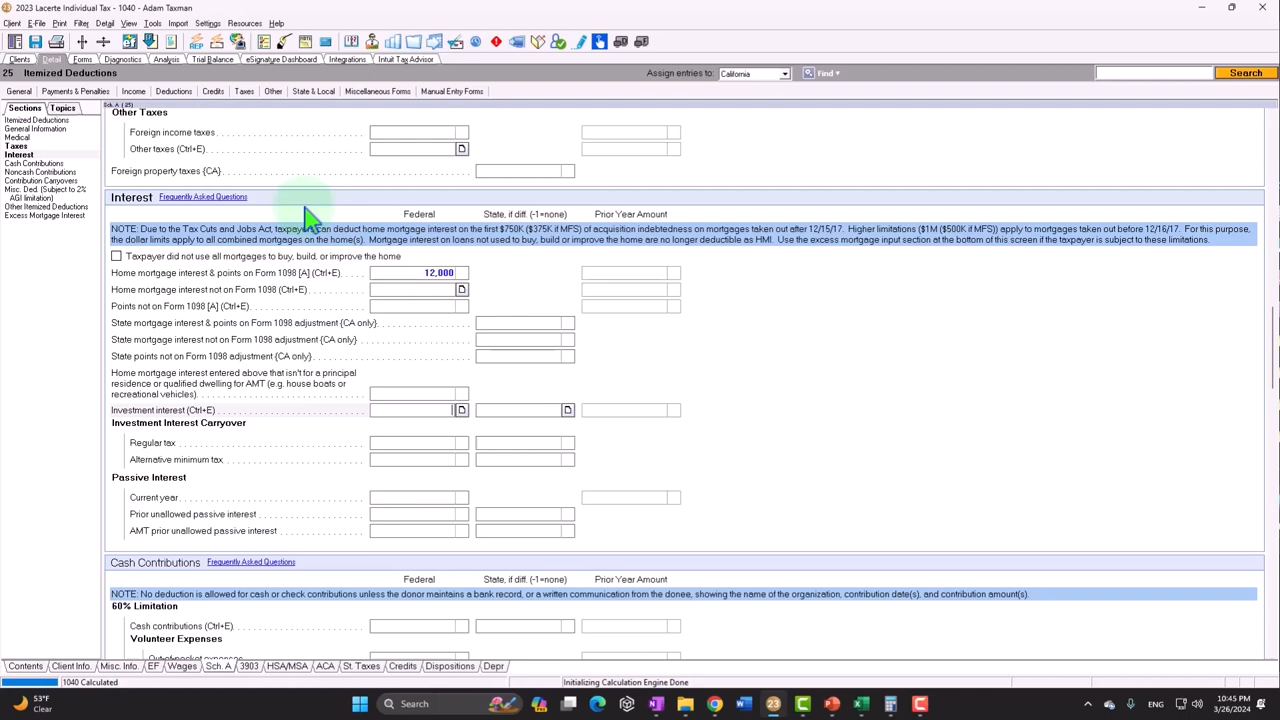 2023 Lacerte Individual Tax - 1040 - Adam Taxman
Client E-File Print Filter Detail View Tools Import Settings Resources Help
Clients Detail Forms Diagnostics Analysis Trial Balance eSignature Dashboard Integrations Intuit Tax Advisor
25 Itemized Deductions Assign entries to: California Find Search
General Payments & Penalties Income Deductions Credits Taxes Other State & Local Miscellaneous Forms Manual Entry Forms
Sections Topics
Itemized Deductions
General Information
Medical
Taxes
Interest
Cash Contributions
Noncash Contributions
Contribution Carryovers
Misc. Ded. (Subject to 2%
AGI limitation)
Other Itemized Deductions
Excess Mortgage Interest
Sch. A (25)
Other Taxes
Foreign income taxes
Other taxes (Ctrl+E)
Foreign property taxes {CA}
Interest Frequently Asked Questions
Federal State, if diff. (-1=none) Prior Year Amount
NOTE: Due to the Tax Cuts and Jobs Act, taxpayers can deduct home mortgage interest on the first $750K ($375K if MFS) of acquisition indebtedness on mortgages taken out after 12/15/17. Higher limitations ($1M ($500K if MFS)) apply to mortgages taken out before 12/16/17. For this purpose,
the dollar limits apply to all combined mortgages on the home(s). Mortgage interest on loans not used to buy, build or improve the home are no longer deductible as HMI. Use the excess mortgage input section at the bottom of this screen if the taxpayer is subject to these limitations.
Taxpayer did not use all mortgages to buy, build, or improve the home
Home mortgage interest & points on Form 1098 [A] (Ctrl+E) 12,000
Home mortgage interest not on Form 1098 (Ctrl+E)
Points not on Form 1098 [A] (Ctrl+E)
State mortgage interest & points on Form 1098 adjustment {CA only}
State mortgage interest not on Form 1098 adjustment {CA only}
State points not on Form 1098 adjustment {CA only}
Home mortgage interest entered above that isn't for a principal
residence or qualified dwelling for AMT (e.g. house boats or
recreational vehicles)
Investment interest (Ctrl+E)
Investment Interest Carryover
Regular tax
Alternative minimum tax
Passive Interest
Current year
Prior unallowed passive interest
AMT prior unallowed passive interest
Cash Contributions Frequently Asked Questions
Federal State, if diff. (-1=none) Prior Year Amount
NOTE: No deduction is allowed for cash or check contributions unless the donor maintains a bank record, or a written communication from the donee, showing the name of the organization, contribution date(s), and contribution amount(s).
60% Limitation
Cash contributions (Ctrl+E)
Volunteer Expenses
Out-of-pocket expenses
Contents Client Info. Misc. Info. EF Wages Sch. A 3903 HSA/MSA ACA St. Taxes Credits Dispositions Depr
1040 Calculated Initializing Calculation Engine Done
53°F
Clear
Search
ENG
10:45 PM
3/26/2024